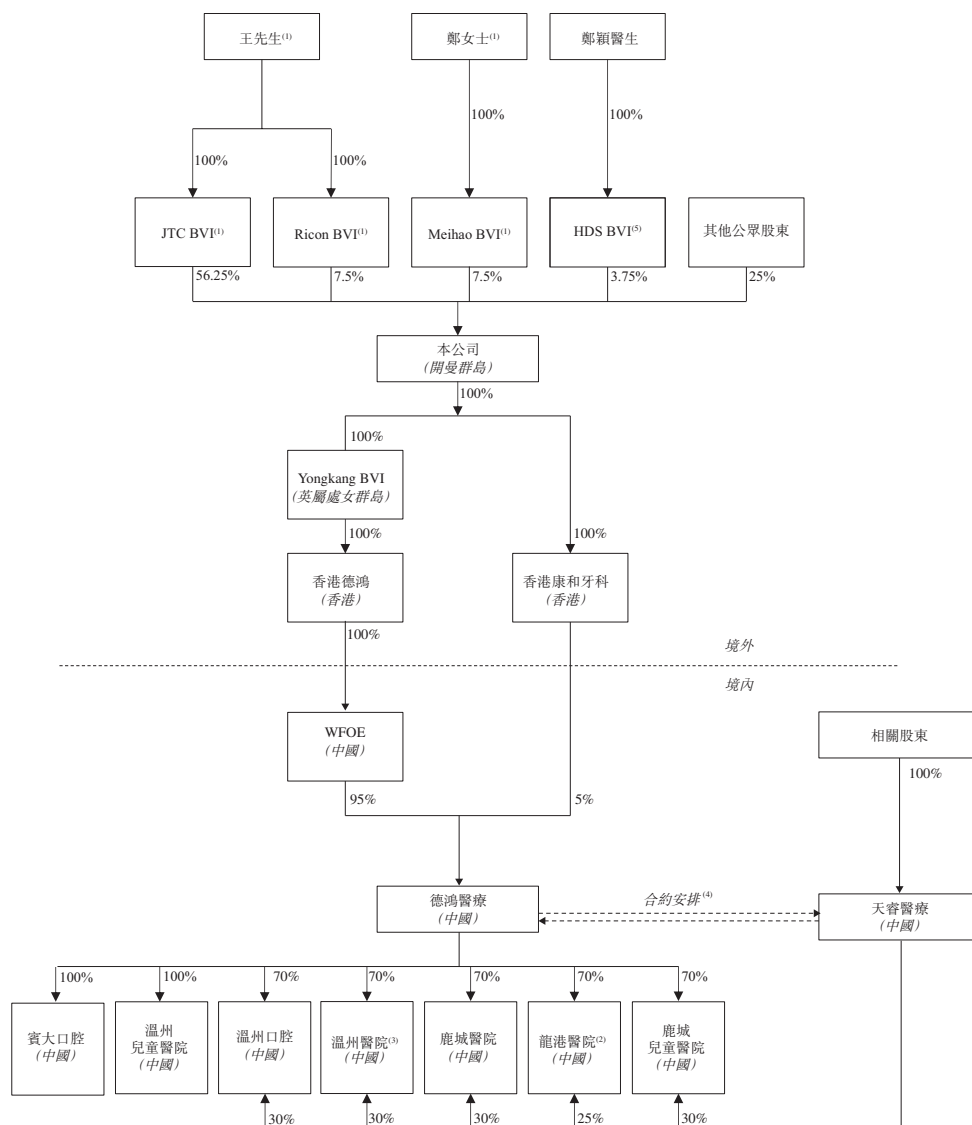 王先生(1)
鄭女士(1)
鄭穎醫生
100%
100%
100%
100%
JTC BVI(1)
Ricon BVI(1)
Meihao BVI(1)
HDS BVI(5)
其他公眾股東
56.25%
7.5%
7.5%
3.75%
25%
本公司
(開曼群島)
100%
100%
Yongkang BVI
(英屬處女群島)
100%
100%
香港德鴻
(香港)
香港康和牙科
(香港)
100%
境外
境內
WFOE
(中國)
相關股東
95%
5%
100%
德鴻醫療
(中國)
合約安排(4)
天睿醫療
(中國)
100%
100%
70%
70%
70%
70%
70%
賓大口腔
(中國)
溫州
兒童醫院
(中國)
溫州口腔
(中國)
溫州醫院(3)
(中國)
鹿城醫院
(中國)
龍港醫院(2)
(中國)
鹿城
兒童醫院
(中國)
30%
30%
30%
25%
30%